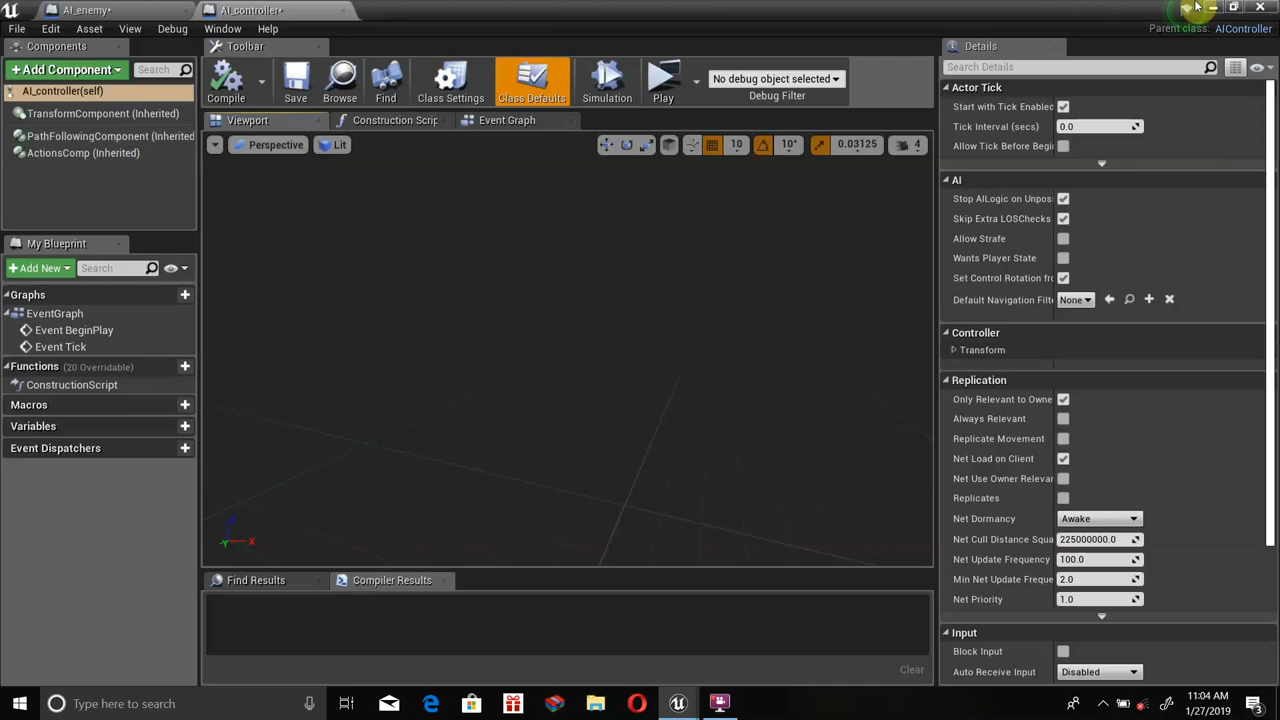 AI_enemy*
AI_controller*
File Edit Asset View Debug Window Help
Parent class: AIController
Components
Add Component
Search
AI_controller(self)
TransformComponent (Inherited)
PathFollowingComponent (Inherited
ActionsComp (Inherited)
My Blueprint
Add New
Search
Graphs
EventGraph
Event BeginPlay
Event Tick
Functions (20 Overridable)
ConstructionScript
Macros
Variables
Event Dispatchers
Toolbar
Compile
Save
Browse
Find
Class Settings
Class Defaults
Simulation
Play
No debug object selected
Debug Filter
Viewport
Construction Scrip
Event Graph
Perspective
Lit
10
10°
0.03125
4
Z
X
Y
Find Results
Compiler Results
Clear
Details
Search Details
Actor Tick
Start with Tick Enabled
Tick Interval (secs) 0.0
Allow Tick Before Begin
AI
Stop AILogic on Unposs
Skip Extra LOSChecks
Allow Strafe
Wants Player State
Set Control Rotation fro
Default Navigation Filte None
Controller
Transform
Replication
Only Relevant to Owne
Always Relevant
Replicate Movement
Net Load on Client
Net Use Owner Relevar
Replicates
Net Dormancy Awake
Net Cull Distance Squa 225000000.0
Net Update Frequency 100.0
Min Net Update Freque 2.0
Net Priority 1.0
Input
Block Input
Auto Receive Input Disabled
Type here to search
11:04 AM
1/27/2019
3